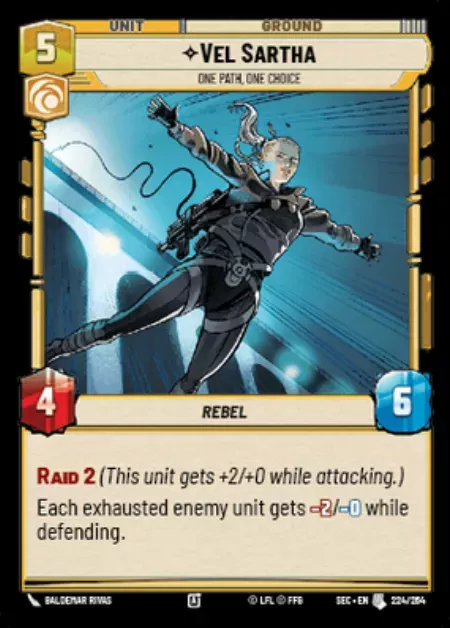 UNIT GROUND
5
✧VEL SARTHA
ONE PATH, ONE CHOICE
4
REBEL
6
RAID 2 (This unit gets +2/+0 while attacking.)
Each exhausted enemy unit gets -2/-0 while
defending.
BALDEMAR RIVAS
© LFL © FFG
SEC • EN
224/264